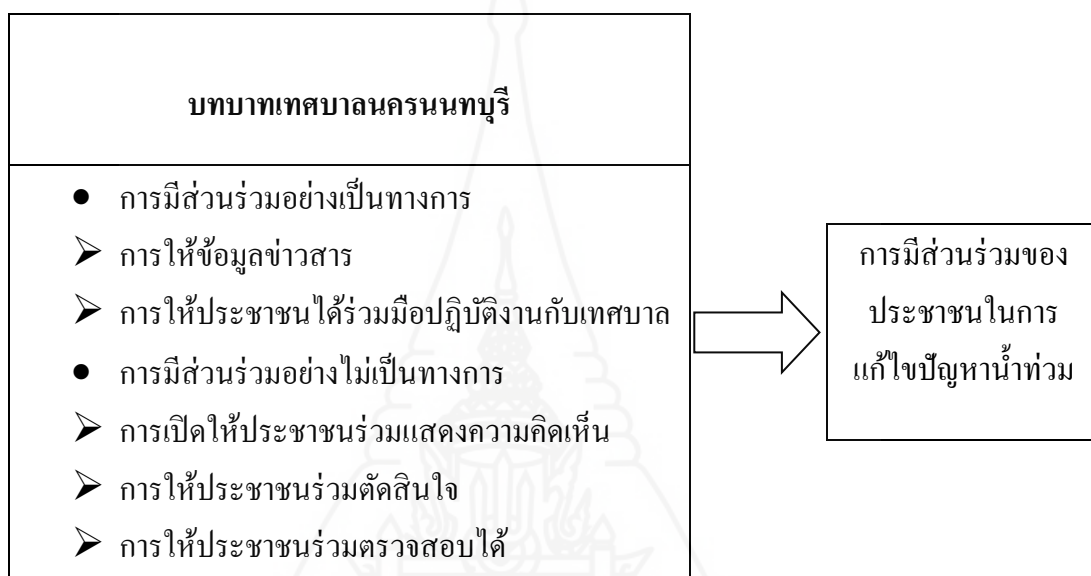 บทบาทเทศบาลนครนนทบุรี
● การมีส่วนร่วมอย่างเป็นทางการ
➢ การให้ข้อมูลข่าวสาร
➢ การให้ประชาชนได้ร่วมมือปฏิบัติงานกับเทศบาล
● การมีส่วนร่วมอย่างไม่เป็นทางการ
➢ การเปิดให้ประชาชนร่วมแสดงความคิดเห็น
➢ การให้ประชาชนร่วมตัดสินใจ
➢ การให้ประชาชนร่วมตรวจสอบได้
การมีส่วนร่วมของ
ประชาชนในการ
แก้ไขปัญหาน้ำท่วม